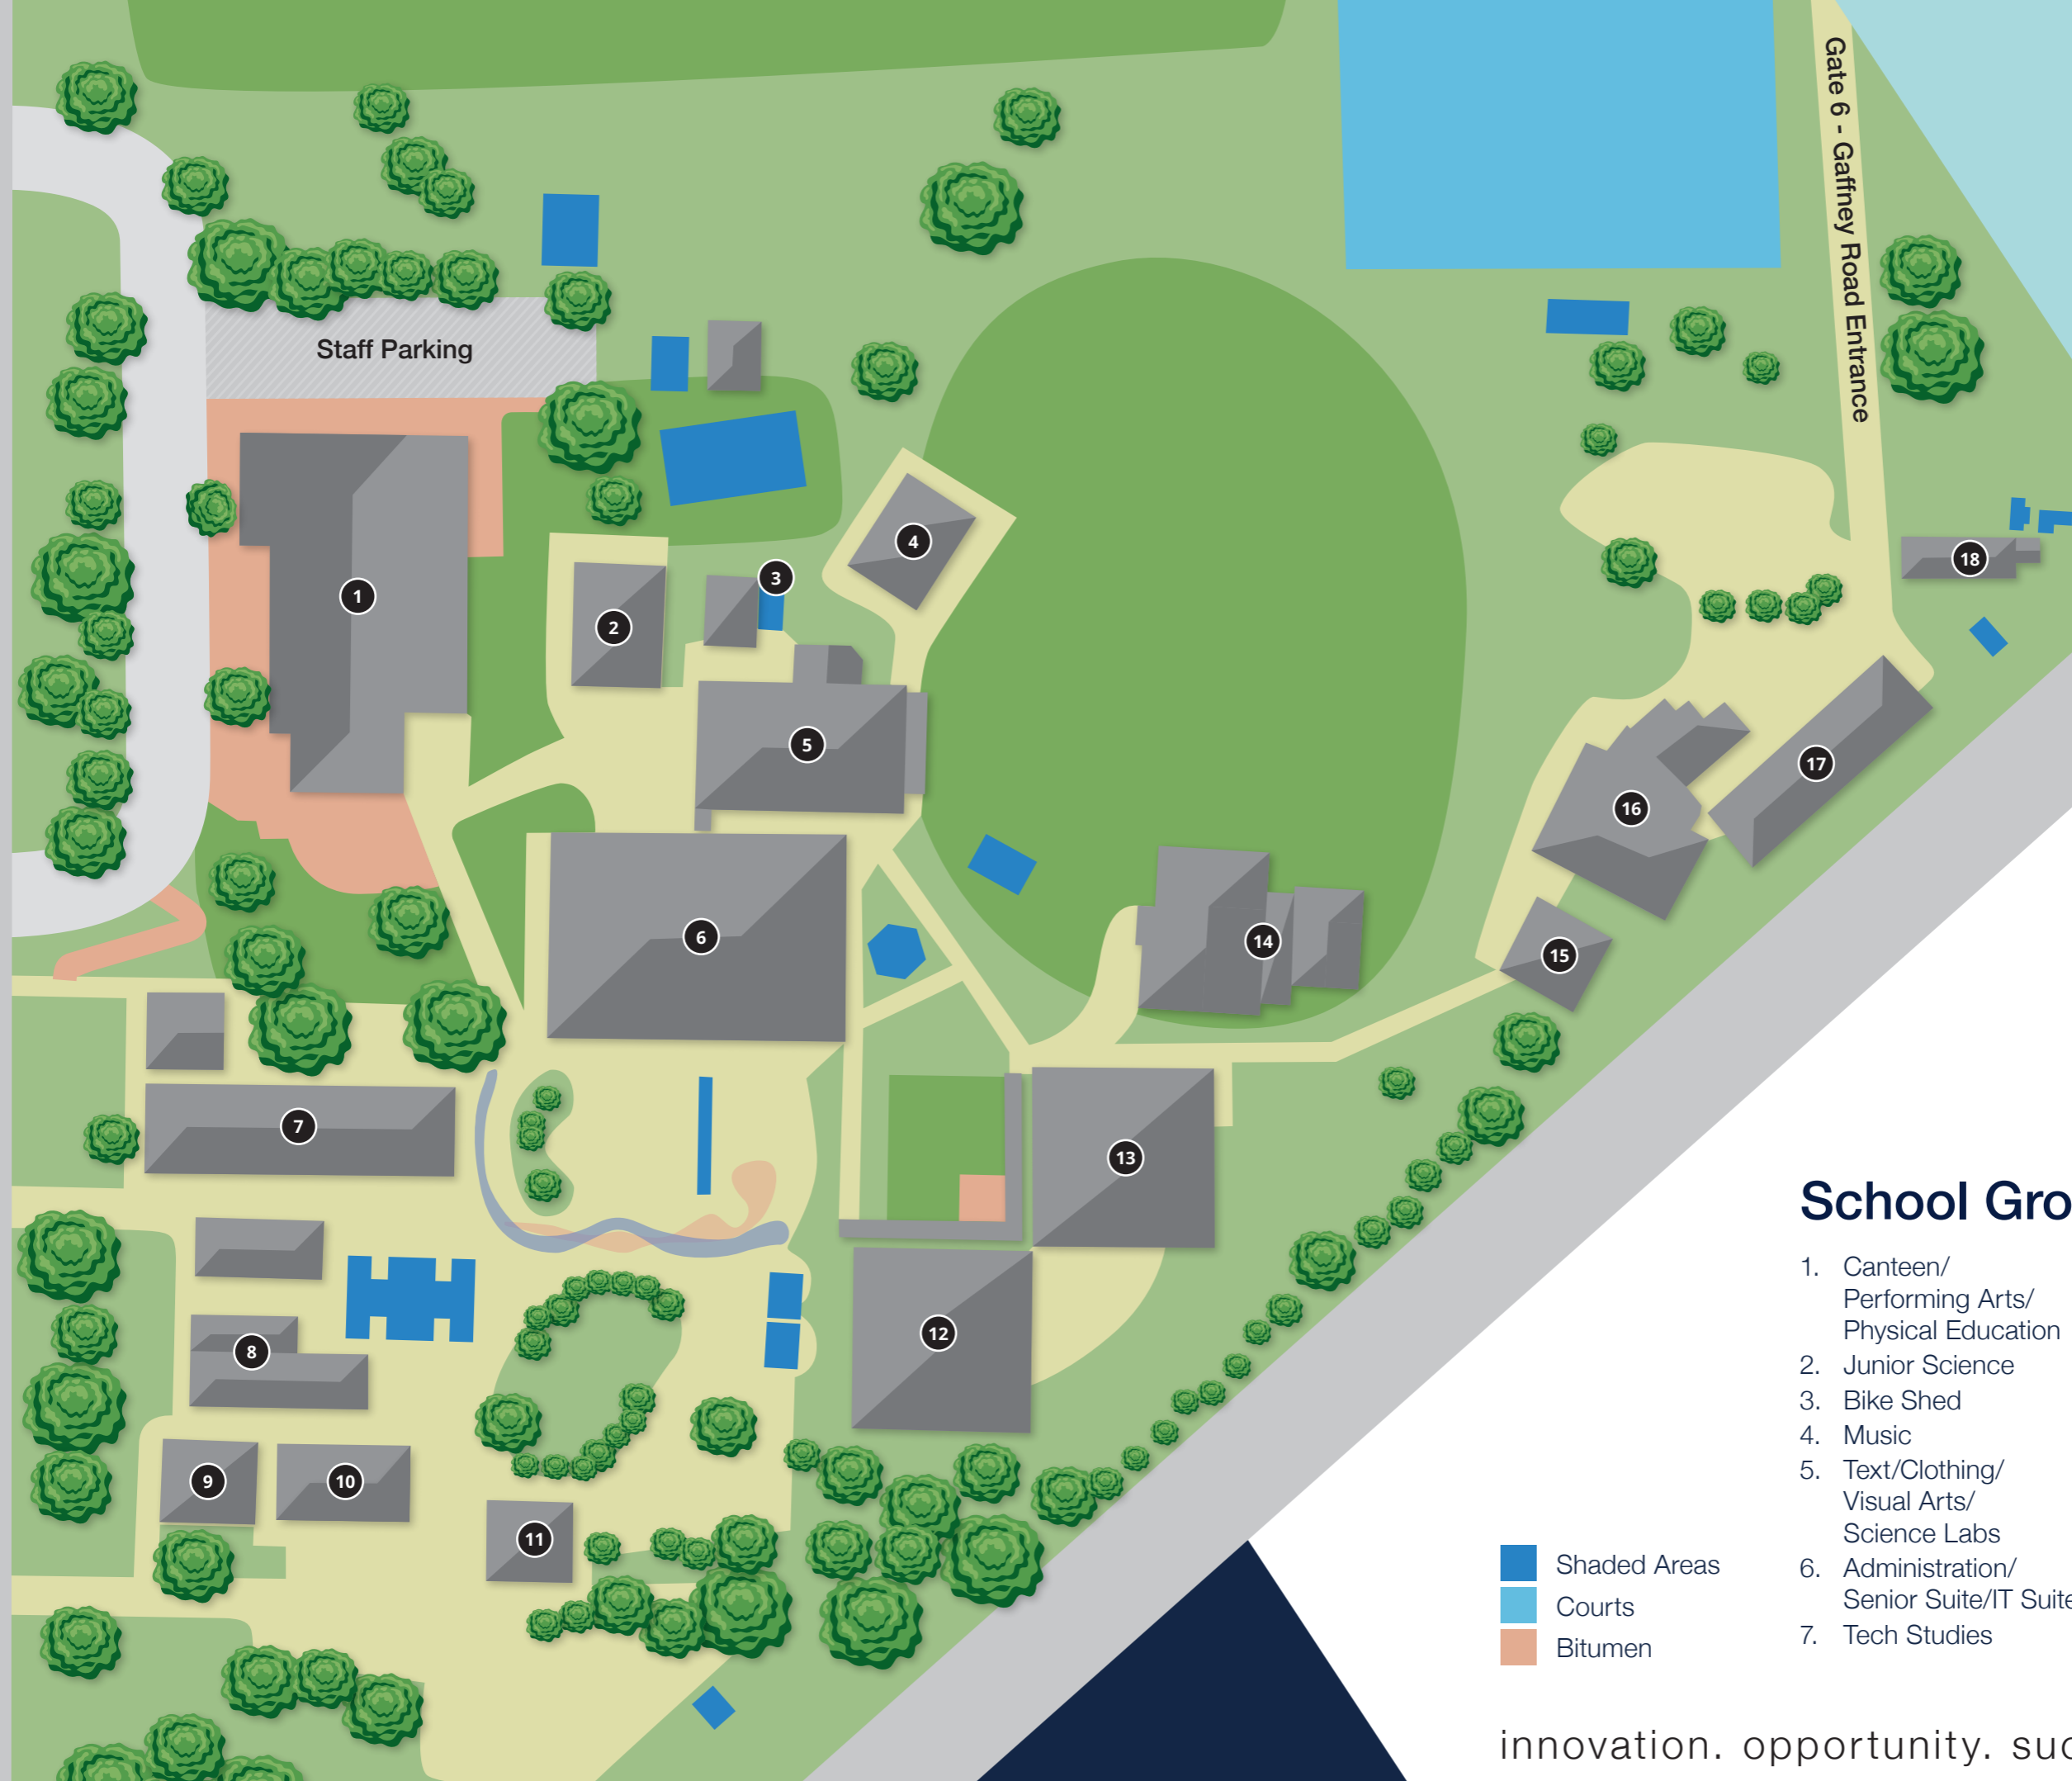 Gate 6 - Gaffney Road Entrance
Staff Parking
1
2
3
4
5
6
7
8
9
10
11
12
13
14
15
16
17
18
School Gro
1. Canteen/
Performing Arts/
Physical Education
2. Junior Science
3. Bike Shed
4. Music
5. Text/Clothing/
Visual Arts/
Science Labs
6. Administration/
Senior Suite/IT Suite
7. Tech Studies
Shaded Areas
Courts
Bitumen
innovation. opportunity. suc